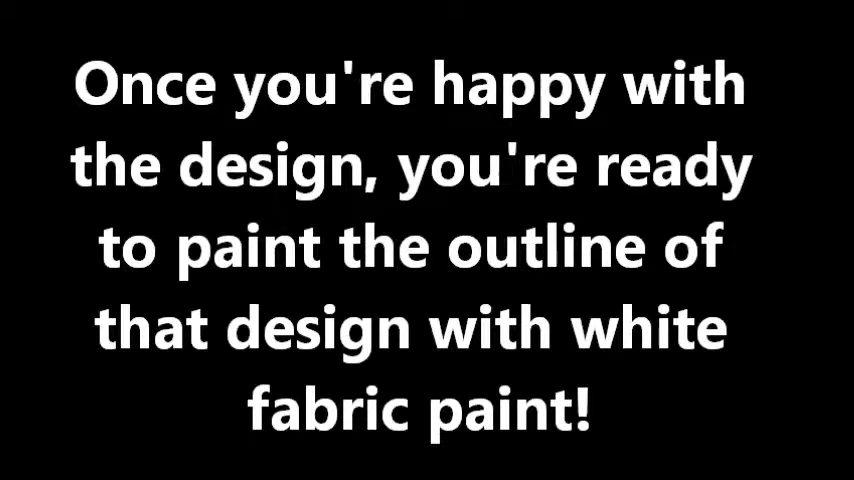 Once you're happy with
the design, you're ready
to paint the outline of
that design with white
fabric paint!